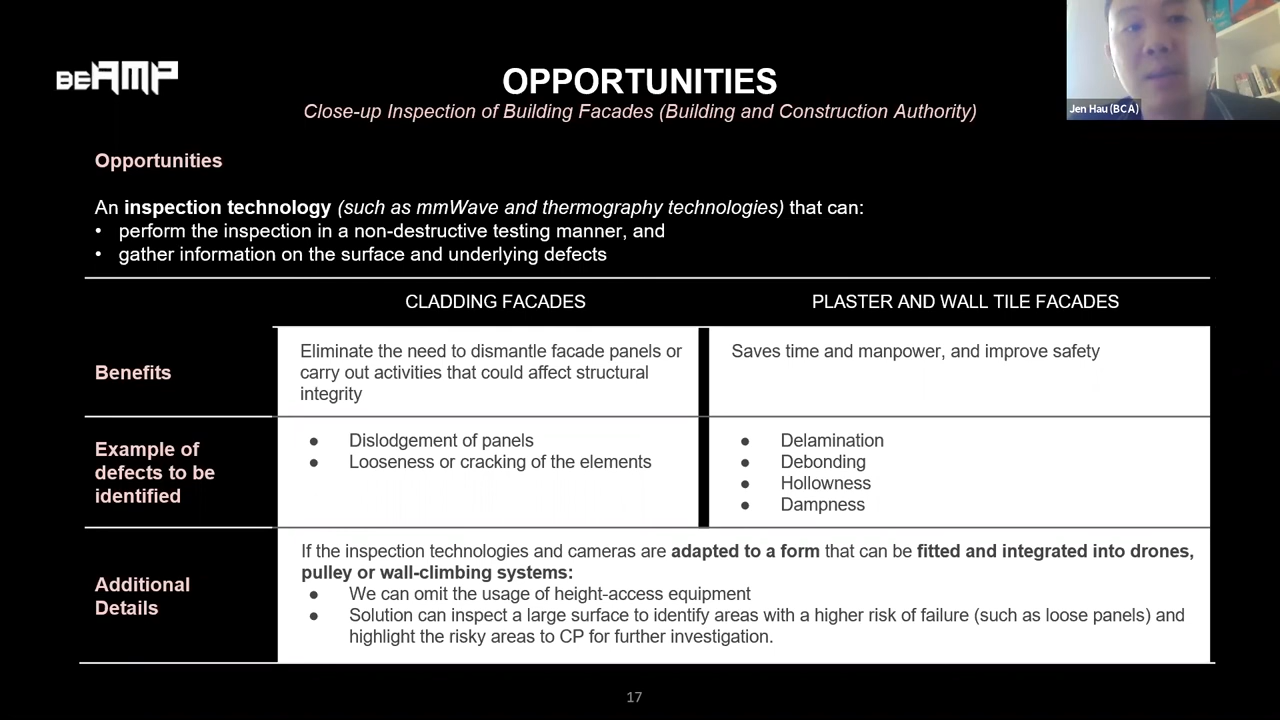 BEAMP
OPPORTUNITIES
Close-up Inspection of Building Facades (Building and Construction Authority)
Jen Hau (BCA)
Opportunities
An inspection technology (such as mmWave and thermography technologies) that can:
• perform the inspection in a non-destructive testing manner, and
• gather information on the surface and underlying defects
CLADDING FACADES
PLASTER AND WALL TILE FACADES
Benefits
Eliminate the need to dismantle facade panels or
carry out activities that could affect structural
integrity
Saves time and manpower, and improve safety
Example of
defects to be
identified
● Dislodgement of panels
● Looseness or cracking of the elements
● Delamination
● Debonding
● Hollowness
● Dampness
Additional
Details
If the inspection technologies and cameras are adapted to a form that can be fitted and integrated into drones,
pulley or wall-climbing systems:
● We can omit the usage of height-access equipment
● Solution can inspect a large surface to identify areas with a higher risk of failure (such as loose panels) and
highlight the risky areas to CP for further investigation.
17